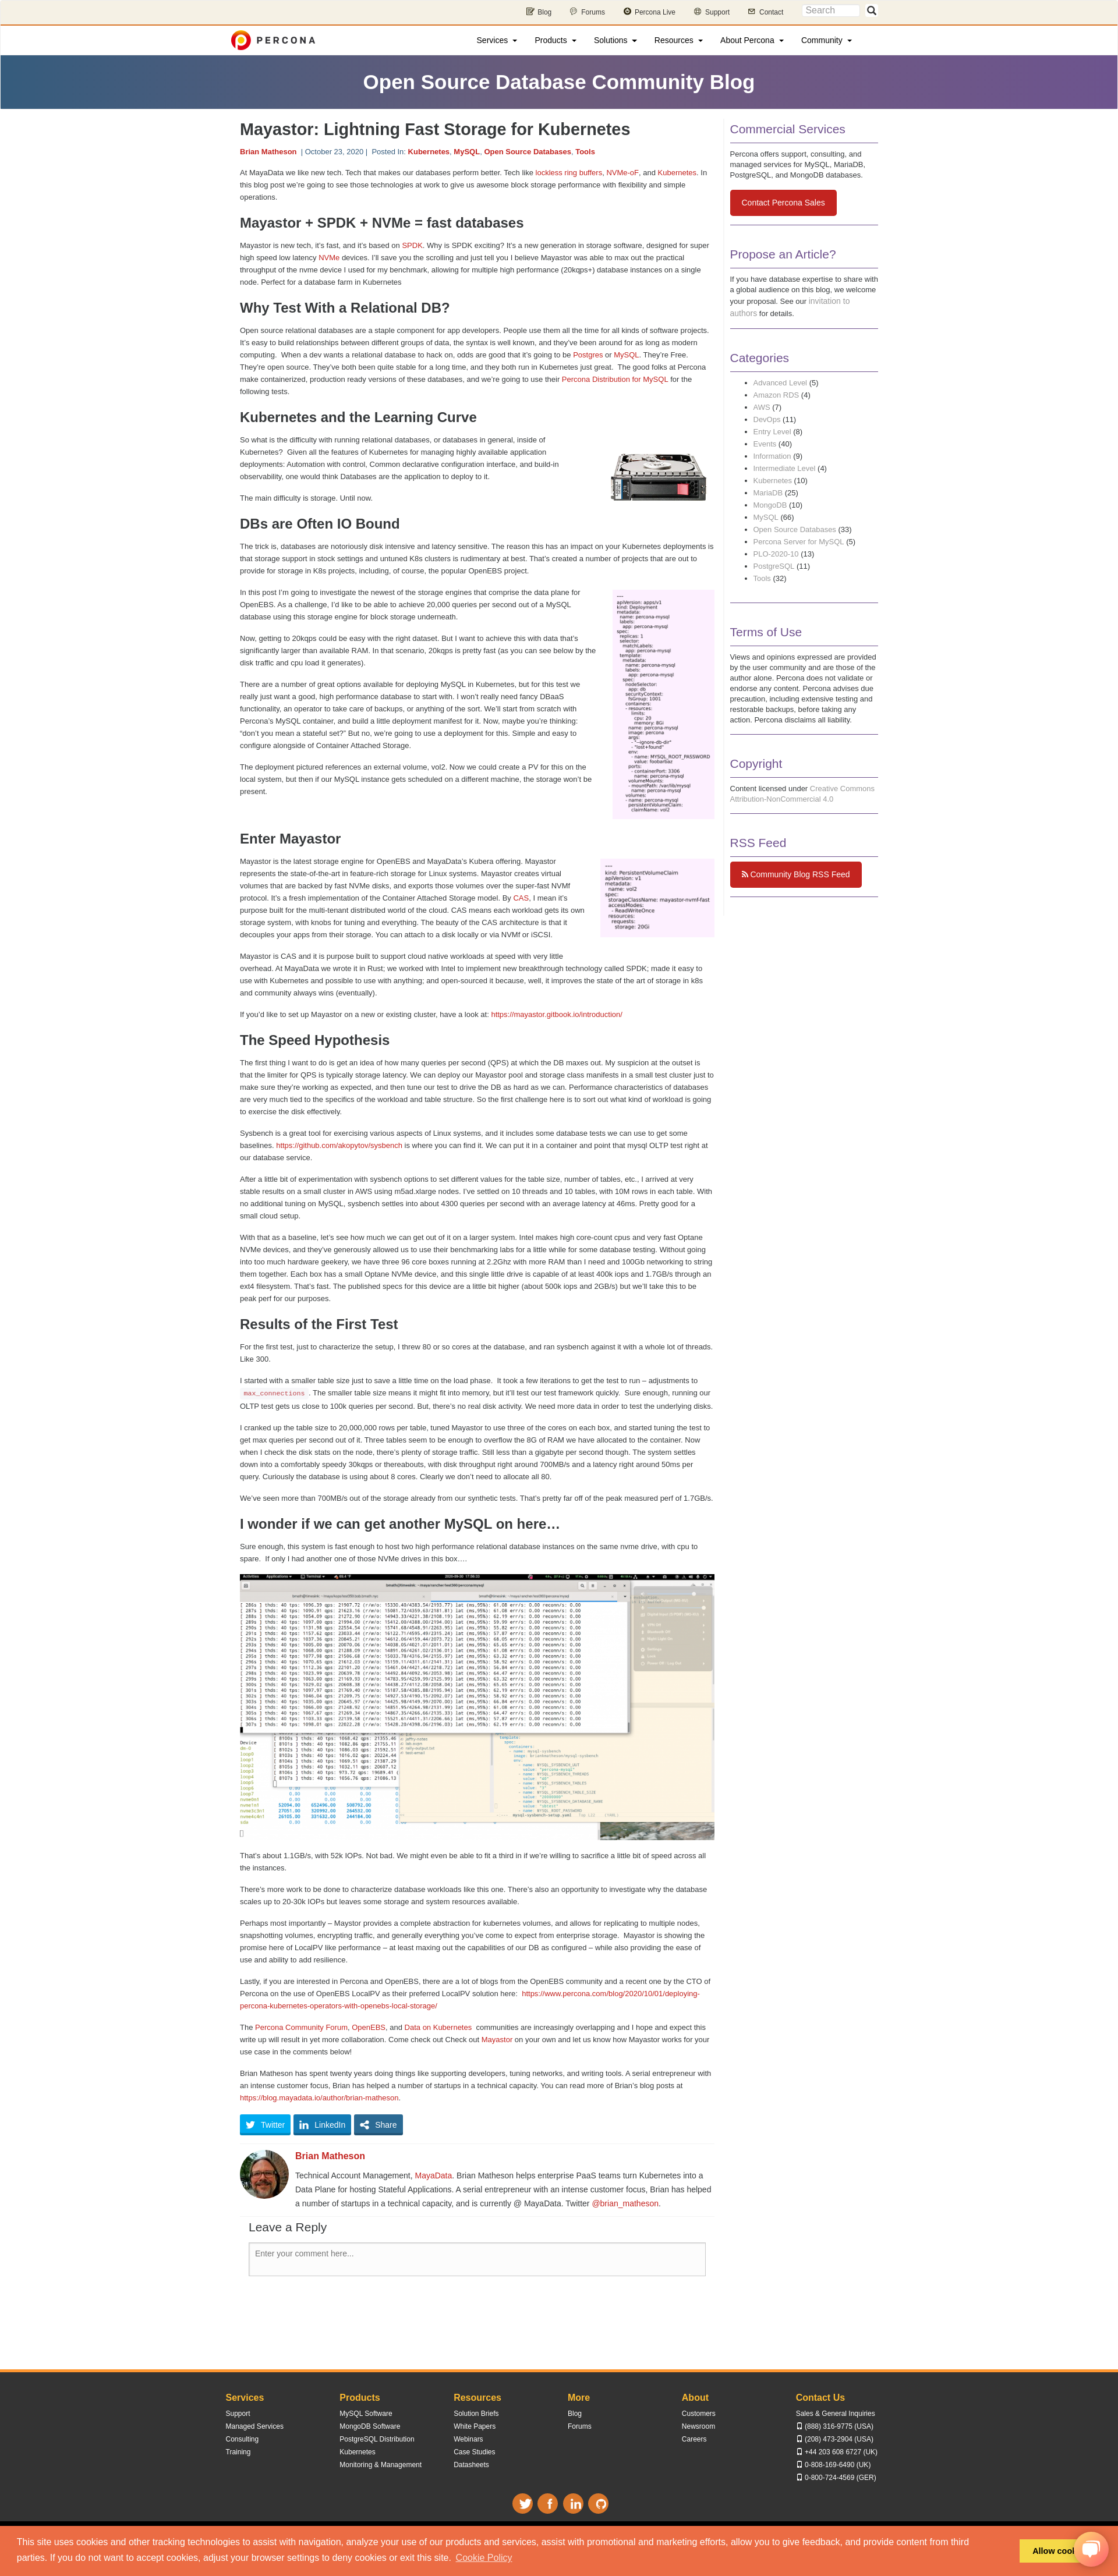 Blog Forums Percona Live Support Contact Search
PERCONA Services Products Solutions Resources About Percona Community
Open Source Database Community Blog
Mayastor: Lightning Fast Storage for Kubernetes
Brian Matheson | October 23, 2020 | Posted In: Kubernetes, MySQL, Open Source Databases, Tools
At MayaData we like new tech. Tech that makes our databases perform better. Tech like lockless ring buffers, NVMe-oF, and Kubernetes. In
this blog post we're going to see those technologies at work to give us awesome block storage performance with flexibility and simple
operations.
Mayastor + SPDK + NVMe = fast databases
Mayastor is new tech, it's fast, and it's based on SPDK. Why is SPDK exciting? It's a new generation in storage software, designed for super
high speed low latency NVMe devices. I'll save you the scrolling and just tell you I believe Mayastor was able to max out the practical
throughput of the nvme device I used for my benchmark, allowing for multiple high performance (20kqps+) database instances on a single
node. Perfect for a database farm in Kubernetes
Why Test With a Relational DB?
Open source relational databases are a staple component for app developers. People use them all the time for all kinds of software projects.
It's easy to build relationships between different groups of data, the syntax is well known, and they've been around for as long as modern
computing.  When a dev wants a relational database to hack on, odds are good that it's going to be Postgres or MySQL. They're Free.
They're open source. They've both been quite stable for a long time, and they both run in Kubernetes just great.  The good folks at Percona
make containerized, production ready versions of these databases, and we're going to use their Percona Distribution for MySQL for the
following tests.
Kubernetes and the Learning Curve
So what is the difficulty with running relational databases, or databases in general, inside of
Kubernetes?  Given all the features of Kubernetes for managing highly available application
deployments: Automation with control, Common declarative configuration interface, and build-in
observability, one would think Databases are the application to deploy to it.
The main difficulty is storage. Until now.
DBs are Often IO Bound
The trick is, databases are notoriously disk intensive and latency sensitive. The reason this has an impact on your Kubernetes deployments is
that storage support in stock settings and untuned K8s clusters is rudimentary at best. That's created a number of projects that are out to
provide for storage in K8s projects, including, of course, the popular OpenEBS project.
In this post I'm going to investigate the newest of the storage engines that comprise the data plane for
OpenEBS. As a challenge, I'd like to be able to achieve 20,000 queries per second out of a MySQL
database using this storage engine for block storage underneath.
Now, getting to 20kqps could be easy with the right dataset. But I want to achieve this with data that's
significantly larger than available RAM. In that scenario, 20kqps is pretty fast (as you can see below by the
disk traffic and cpu load it generates).
There are a number of great options available for deploying MySQL in Kubernetes, but for this test we
really just want a good, high performance database to start with. I won't really need fancy DBaaS
functionality, an operator to take care of backups, or anything of the sort. We'll start from scratch with
Percona's MySQL container, and build a little deployment manifest for it. Now, maybe you're thinking:
"don't you mean a stateful set?" But no, we're going to use a deployment for this. Simple and easy to
configure alongside of Container Attached Storage.
The deployment pictured references an external volume, vol2. Now we could create a PV for this on the
local system, but then if our MySQL instance gets scheduled on a different machine, the storage won't be
present.
---
apiVersion: apps/v1
kind: Deployment
metadata:
name: percona-mysql
labels:
app: percona-mysql
spec:
replicas: 1
selector:
matchLabels:
app: percona-mysql
template:
metadata:
name: percona-mysql
labels:
app: percona-mysql
spec:
nodeSelector:
app: db
securityContext:
fsGroup: 1001
containers:
- resources:
limits:
cpu: 20
memory: 8Gi
name: percona-mysql
image: percona
args:
- "--ignore-db-dir"
- "lost+found"
env:
- name: MYSQL_ROOT_PASSWORD
value: foobarbaz
ports:
- containerPort: 3306
name: percona-mysql
volumeMounts:
- mountPath: /var/lib/mysql
name: percona-mysql
volumes:
- name: percona-mysql
persistentVolumeClaim:
claimName: vol2
Enter Mayastor
Mayastor is the latest storage engine for OpenEBS and MayaData's Kubera offering. Mayastor
represents the state-of-the-art in feature-rich storage for Linux systems. Mayastor creates virtual
volumes that are backed by fast NVMe disks, and exports those volumes over the super-fast NVMf
protocol. It's a fresh implementation of the Container Attached Storage model. By CAS, I mean it's
purpose built for the multi-tenant distributed world of the cloud. CAS means each workload gets its own
storage system, with knobs for tuning and everything. The beauty of the CAS architecture is that it
decouples your apps from their storage. You can attach to a disk locally or via NVMf or iSCSI.
---
kind: PersistentVolumeClaim
apiVersion: v1
metadata:
name: vol2
spec:
storageClassName: mayastor-nvmf-fast
accessModes:
- ReadWriteOnce
resources:
requests:
storage: 20Gi
Mayastor is CAS and it is purpose built to support cloud native workloads at speed with very little
overhead. At MayaData we wrote it in Rust; we worked with Intel to implement new breakthrough technology called SPDK; made it easy to
use with Kubernetes and possible to use with anything; and open-sourced it because, well, it improves the state of the art of storage in k8s
and community always wins (eventually).
If you'd like to set up Mayastor on a new or existing cluster, have a look at: https://mayastor.gitbook.io/introduction/
The Speed Hypothesis
The first thing I want to do is get an idea of how many queries per second (QPS) at which the DB maxes out. My suspicion at the outset is
that the limiter for QPS is typically storage latency. We can deploy our Mayastor pool and storage class manifests in a small test cluster just to
make sure they're working as expected, and then tune our test to drive the DB as hard as we can. Performance characteristics of databases
are very much tied to the specifics of the workload and table structure. So the first challenge here is to sort out what kind of workload is going
to exercise the disk effectively.
Sysbench is a great tool for exercising various aspects of Linux systems, and it includes some database tests we can use to get some
baselines. https://github.com/akopytov/sysbench is where you can find it. We can put it in a container and point that mysql OLTP test right at
our database service.
After a little bit of experimentation with sysbench options to set different values for the table size, number of tables, etc., I arrived at very
stable results on a small cluster in AWS using m5ad.xlarge nodes. I've settled on 10 threads and 10 tables, with 10M rows in each table. With
no additional tuning on MySQL, sysbench settles into about 4300 queries per second with an average latency at 46ms. Pretty good for a
small cloud setup.
With that as a baseline, let's see how much we can get out of it on a larger system. Intel makes high core-count cpus and very fast Optane
NVMe devices, and they've generously allowed us to use their benchmarking labs for a little while for some database testing. Without going
into too much hardware geekery, we have three 96 core boxes running at 2.2Ghz with more RAM than I need and 100Gb networking to string
them together. Each box has a small Optane NVMe device, and this single little drive is capable of at least 400k iops and 1.7GB/s through an
ext4 filesystem. That's fast. The published specs for this device are a little bit higher (about 500k iops and 2GB/s) but we'll take this to be
peak perf for our purposes.
Results of the First Test
For the first test, just to characterize the setup, I threw 80 or so cores at the database, and ran sysbench against it with a whole lot of threads.
Like 300.
I started with a smaller table size just to save a little time on the load phase.  It took a few iterations to get the test to run – adjustments to
max_connections . The smaller table size means it might fit into memory, but it'll test our test framework quickly.  Sure enough, running our
OLTP test gets us close to 100k queries per second. But, there's no real disk activity. We need more data in order to test the underlying disks.
I cranked up the table size to 20,000,000 rows per table, tuned Mayastor to use three of the cores on each box, and started tuning the test to
get max queries per second out of it. Three tables seem to be enough to overflow the 8G of RAM we have allocated to the container. Now
when I check the disk stats on the node, there's plenty of storage traffic. Still less than a gigabyte per second though. The system settles
down into a comfortably speedy 30kqps or thereabouts, with disk throughput right around 700MB/s and a latency right around 50ms per
query. Curiously the database is using about 8 cores. Clearly we don't need to allocate all 80.
We've seen more than 700MB/s out of the storage already from our synthetic tests. That's pretty far off of the peak measured perf of 1.7GB/s.
I wonder if we can get another MySQL on here…
Sure enough, this system is fast enough to host two high performance relational database instances on the same nvme drive, with cpu to
spare.  If only I had another one of those NVMe drives in this box….
That's about 1.1GB/s, with 52k IOPs. Not bad. We might even be able to fit a third in if we're willing to sacrifice a little bit of speed across all
the instances.
There's more work to be done to characterize database workloads like this one. There's also an opportunity to investigate why the database
scales up to 20-30k IOPs but leaves some storage and system resources available.
Perhaps most importantly – Maystor provides a complete abstraction for kubernetes volumes, and allows for replicating to multiple nodes,
snapshotting volumes, encrypting traffic, and generally everything you've come to expect from enterprise storage.  Mayastor is showing the
promise here of LocalPV like performance – at least maxing out the capabilities of our DB as configured – while also providing the ease of
use and ability to add resilience.
Lastly, if you are interested in Percona and OpenEBS, there are a lot of blogs from the OpenEBS community and a recent one by the CTO of
Percona on the use of OpenEBS LocalPV as their preferred LocalPV solution here:  https://www.percona.com/blog/2020/10/01/deploying-
percona-kubernetes-operators-with-openebs-local-storage/
The Percona Community Forum, OpenEBS, and Data on Kubernetes  communities are increasingly overlapping and I hope and expect this
write up will result in yet more collaboration. Come check out Check out Mayastor on your own and let us know how Mayastor works for your
use case in the comments below!
Brian Matheson has spent twenty years doing things like supporting developers, tuning networks, and writing tools. A serial entrepreneur with
an intense customer focus, Brian has helped a number of startups in a technical capacity. You can read more of Brian's blog posts at
https://blog.mayadata.io/author/brian-matheson.
Twitter LinkedIn Share
Brian Matheson
Technical Account Management, MayaData. Brian Matheson helps enterprise PaaS teams turn Kubernetes into a
Data Plane for hosting Stateful Applications. A serial entrepreneur with an intense customer focus, Brian has helped
a number of startups in a technical capacity, and is currently @ MayaData. Twitter @brian_matheson.
Leave a Reply
Enter your comment here...
Commercial Services
Percona offers support, consulting, and
managed services for MySQL, MariaDB,
PostgreSQL, and MongoDB databases.
Contact Percona Sales
Propose an Article?
If you have database expertise to share with
a global audience on this blog, we welcome
your proposal. See our invitation to
authors for details.
Categories
Advanced Level (5)
Amazon RDS (4)
AWS (7)
DevOps (11)
Entry Level (8)
Events (40)
Information (9)
Intermediate Level (4)
Kubernetes (10)
MariaDB (25)
MongoDB (10)
MySQL (66)
Open Source Databases (33)
Percona Server for MySQL (5)
PLO-2020-10 (13)
PostgreSQL (11)
Tools (32)
Terms of Use
Views and opinions expressed are provided
by the user community and are those of the
author alone. Percona does not validate or
endorse any content. Percona advises due
precaution, including extensive testing and
restorable backups, before taking any
action. Percona disclaims all liability.
Copyright
Content licensed under Creative Commons
Attribution-NonCommercial 4.0
RSS Feed
Community Blog RSS Feed
Services
Support
Managed Services
Consulting
Training
Products
MySQL Software
MongoDB Software
PostgreSQL Distribution
Kubernetes
Monitoring & Management
Resources
Solution Briefs
White Papers
Webinars
Case Studies
Datasheets
More
Blog
Forums
About
Customers
Newsroom
Careers
Contact Us
Sales & General Inquiries
(888) 316-9775 (USA)
(208) 473-2904 (USA)
+44 203 608 6727 (UK)
0-808-169-6490 (UK)
0-800-724-4569 (GER)
This site uses cookies and other tracking technologies to assist with navigation, analyze your use of our products and services, assist with promotional and marketing efforts, allow you to give feedback, and provide content from third
parties. If you do not want to accept cookies, adjust your browser settings to deny cookies or exit this site. Cookie Policy
Allow cook